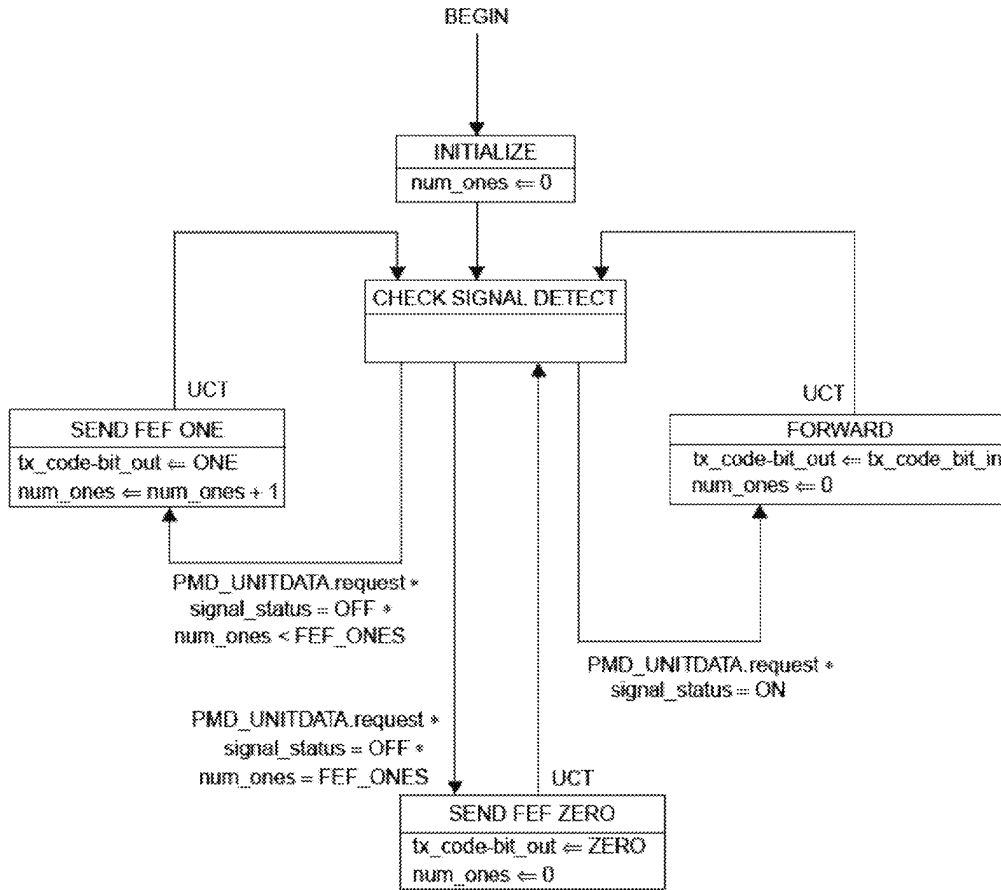 BEGIN
INITIALIZE
num_ones ⇐ 0
CHECK SIGNAL DETECT
UCT
SEND FEF ONE
tx_code-bit_out ⇐ ONE
num_ones ⇐ num_ones + 1
UCT
FORWARD
tx_code-bit_out ⇐ tx_code_bit_in
num_ones ⇐ 0
PMD_UNITDATA.request *
signal_status = OFF *
num_ones < FEF_ONES
PMD_UNITDATA.request *
signal_status = ON
PMD_UNITDATA.request *
signal_status = OFF *
num_ones = FEF_ONES
UCT
SEND FEF ZERO
tx_code-bit_out ⇐ ZERO
num_ones ⇐ 0